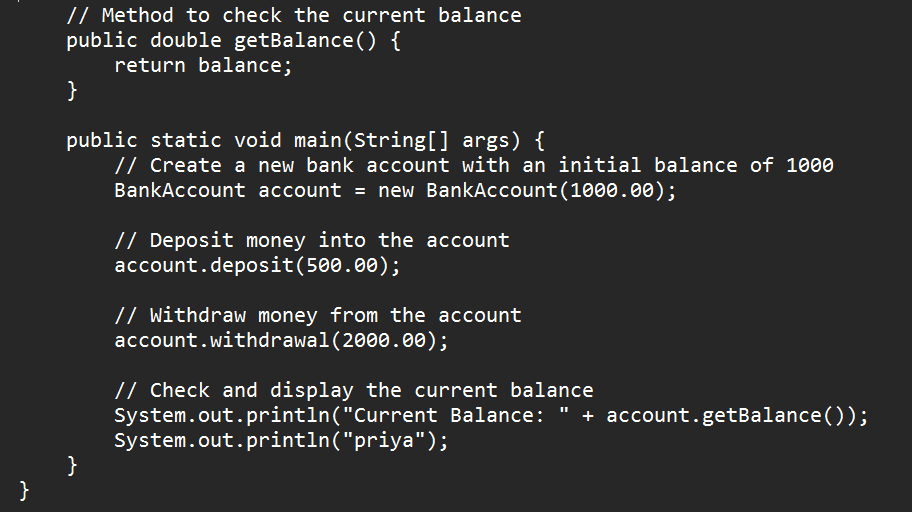 // Method to check the current balance
public double getBalance() {
return balance;
}
public static void main(String[] args) {
// Create a new bank account with an initial balance of 1000
BankAccount account = new BankAccount(1000.00);
// Deposit money into the account
account.deposit(500.00);
// Withdraw money from the account
account.withdrawal(2000.00);
// Check and display the current balance
System.out.println("Current Balance: " + account.getBalance());
System.out.println("priya");
}
}